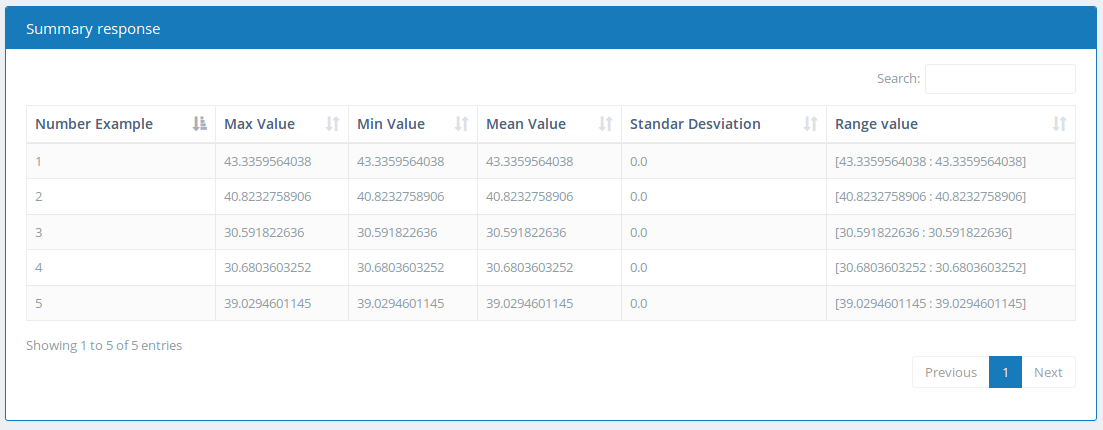 Summary response
Search:
Number Example Max Value Min Value Mean Value Standar Desviation Range value
1 43.3359564038 43.3359564038 43.3359564038 0.0 [43.3359564038 : 43.3359564038]
2 40.8232758906 40.8232758906 40.8232758906 0.0 [40.8232758906 : 40.8232758906]
3 30.591822636 30.591822636 30.591822636 0.0 [30.591822636 : 30.591822636]
4 30.6803603252 30.6803603252 30.6803603252 0.0 [30.6803603252 : 30.6803603252]
5 39.0294601145 39.0294601145 39.0294601145 0.0 [39.0294601145 : 39.0294601145]
Showing 1 to 5 of 5 entries
Previous 1 Next